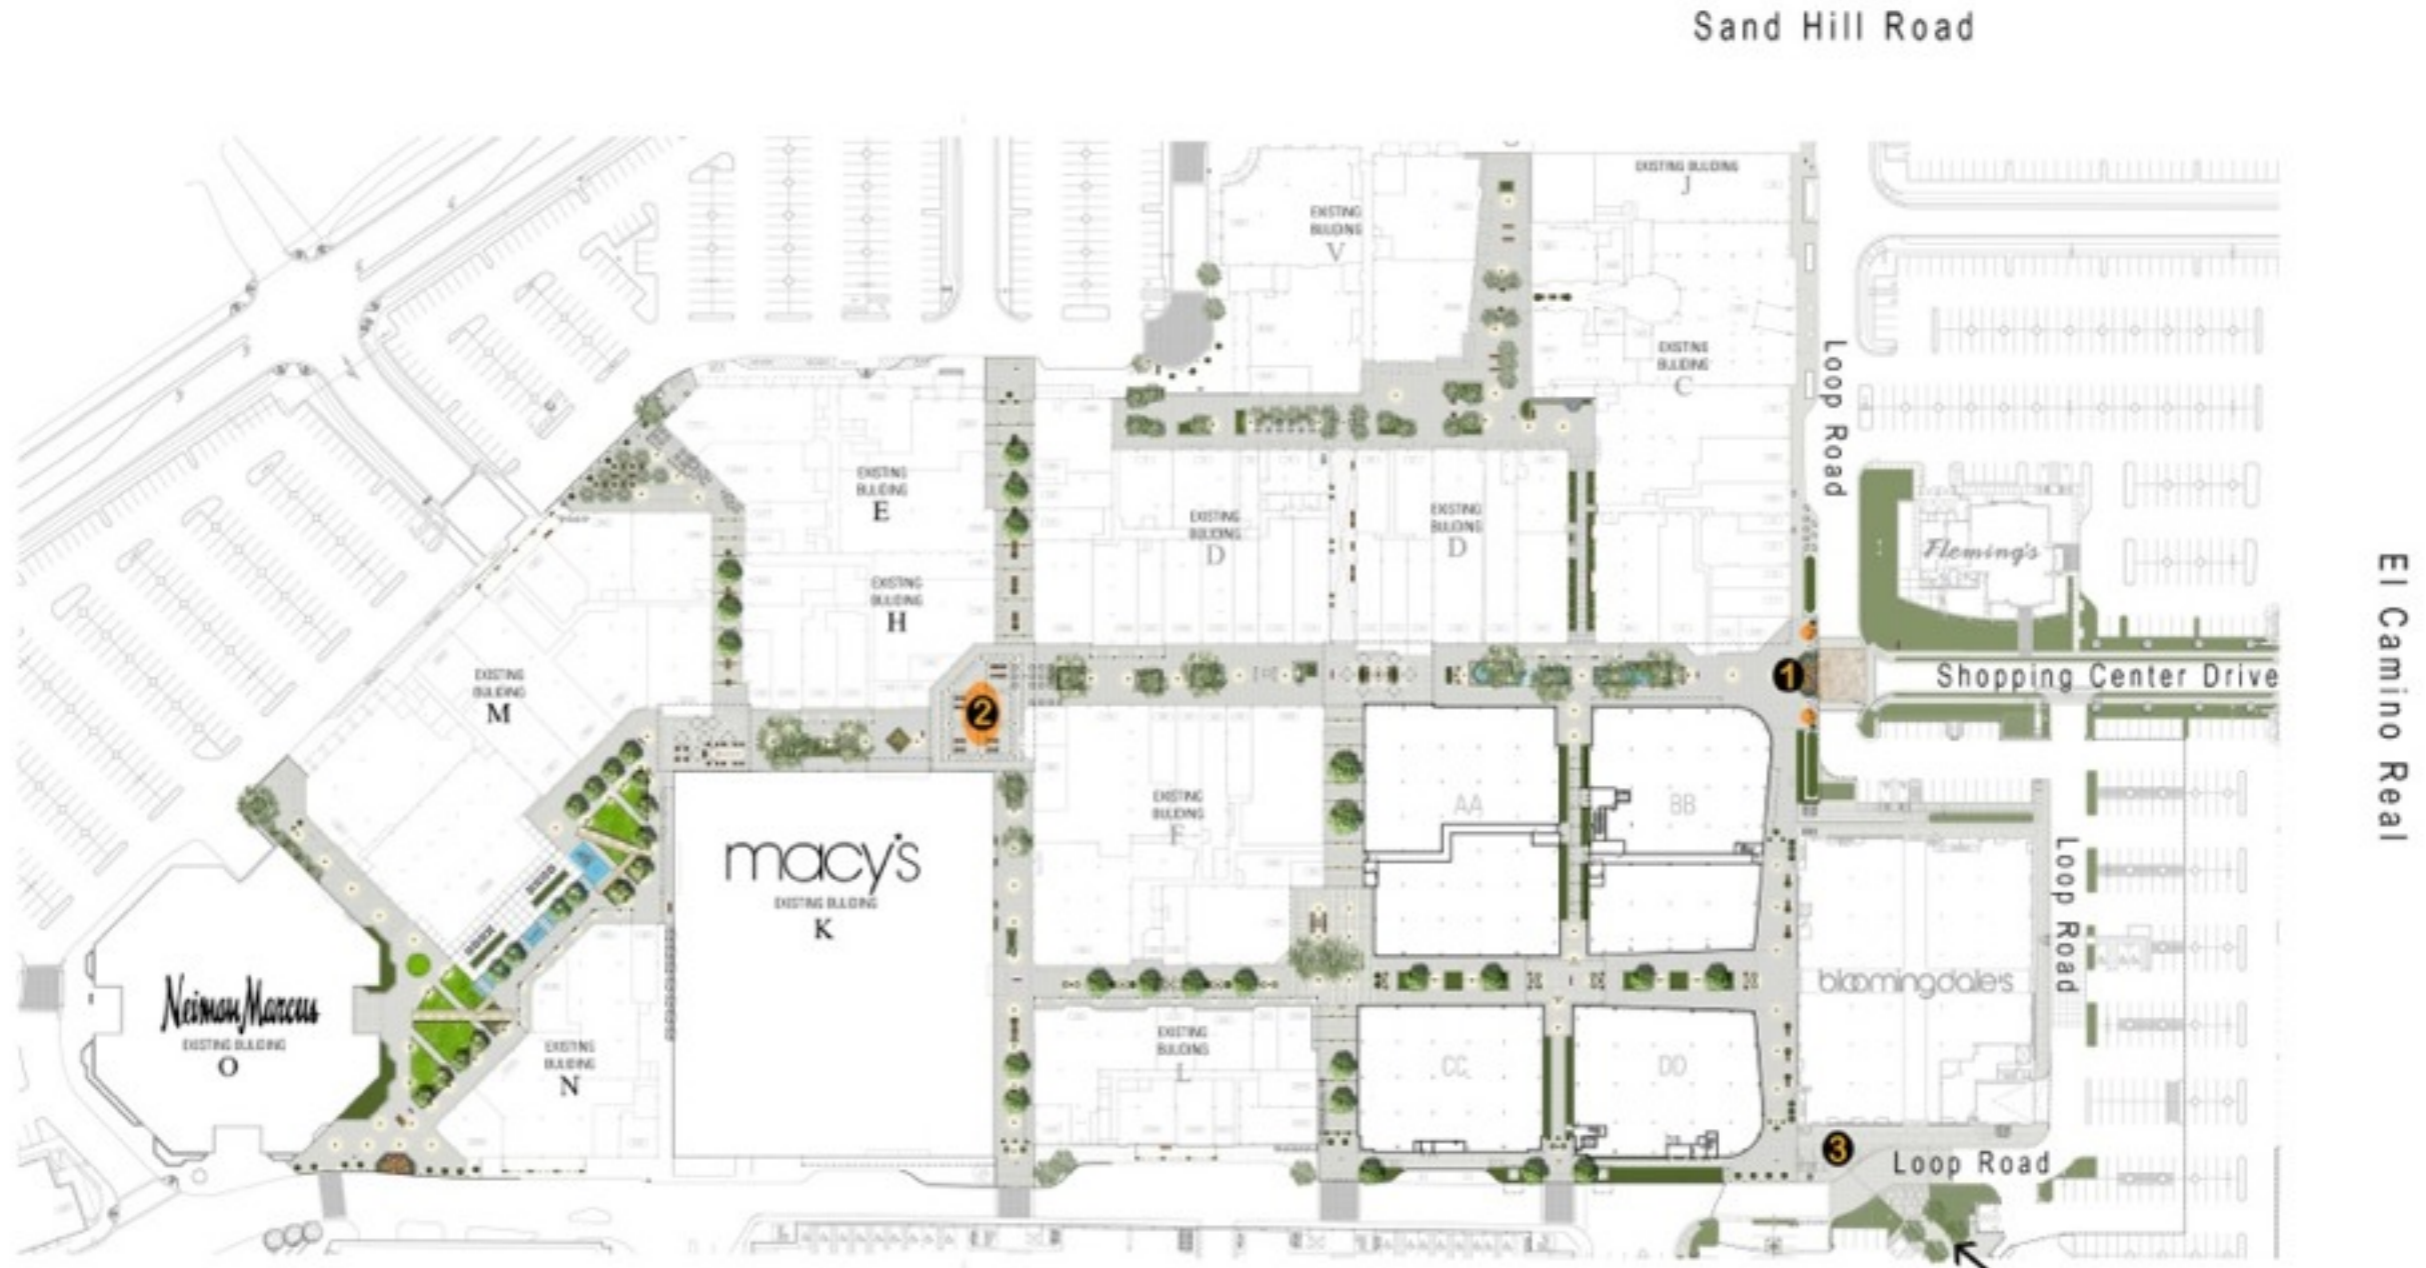 Sand Hill Road
EXISTING BUILDING
J
EXISTING
BUILDING
V
EXISTING
BUILDING
C
Loop Road
EXISTING
BUILDING
E
EXISTING
BUILDING
D
EXISTING
BUILDING
D
Fleming's
El Camino Real
EXISTING
BUILDING
H
EXISTING
BUILDING
M
2
1
Shopping Center Drive
EXISTING
BUILDING
F
AA
BB
macy's
EXISTING BUILDING
K
Loop Road
bloomingdale's
Neiman Marcus
EXISTING BUILDING
O
EXISTING
BUILDING
N
EXISTING
BUILDING
L
CC
DD
3
Loop Road